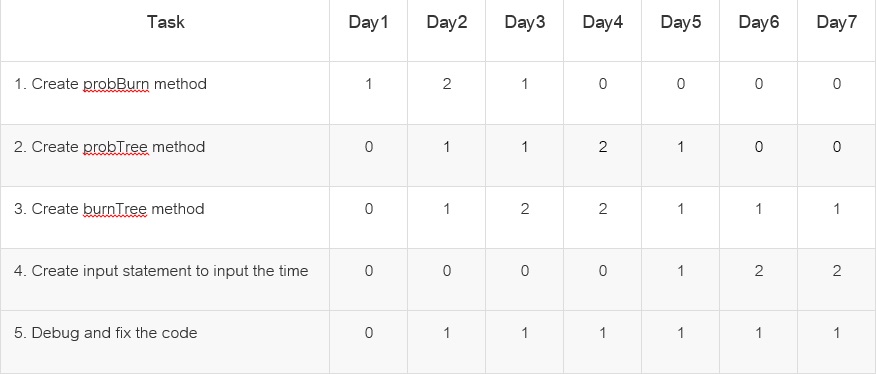 Task Day1 Day2 Day3 Day4 Day5 Day6 Day7
1. Create probBurn method 1 2 1 0 0 0 0
2. Create probTree method 0 1 1 2 1 0 0
3. Create burnTree method 0 1 2 2 1 1 1
4. Create input statement to input the time 0 0 0 0 1 2 2
5. Debug and fix the code 0 1 1 1 1 1 1